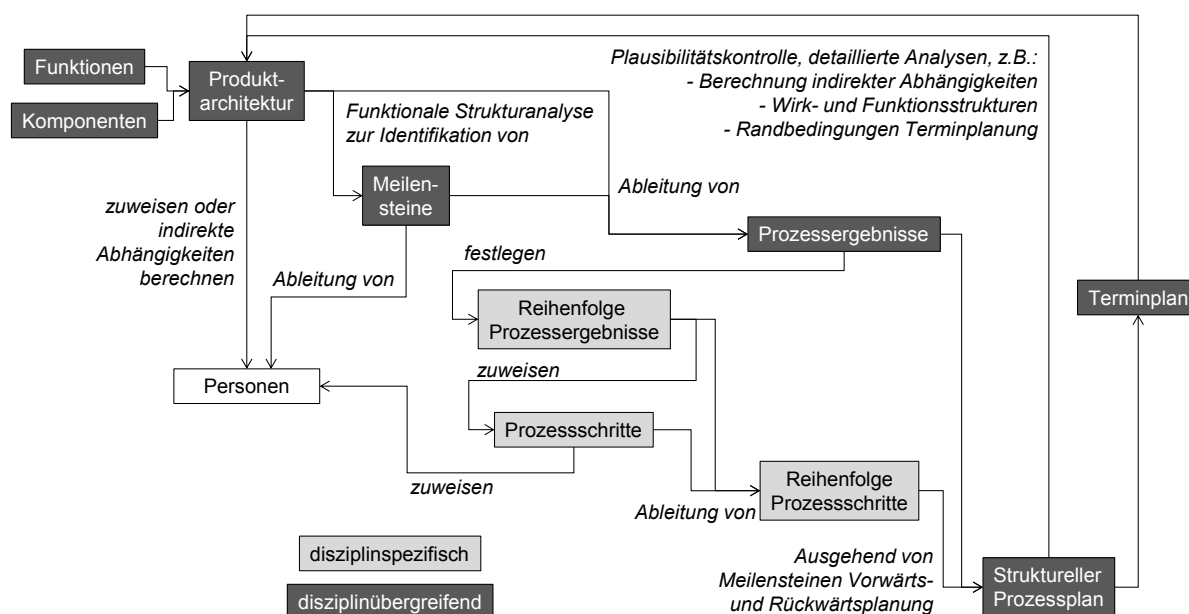 Plausibilitätskontrolle, detaillierte Analysen, z.B.:
- Berechnung indirekter Abhängigkeiten
- Wirk- und Funktionsstrukturen
- Randbedingungen Terminplanung
Funktionen
Komponenten
Produkt-
architektur
Funktionale Strukturanalyse
zur Identifikation von
Meilen-
steine
Ableitung von
zuweisen oder
indirekte
Abhängigkeiten
berechnen
Ableitung von
Prozessergebnisse
festlegen
Reihenfolge
Prozessergebnisse
Terminplan
Personen
zuweisen
Prozessschritte
zuweisen
Reihenfolge
Prozessschritte
Ableitung von
disziplinspezifisch
disziplinübergreifend
Ausgehend von
Meilensteinen Vorwärts-
und Rückwärtsplanung
Struktureller
Prozessplan